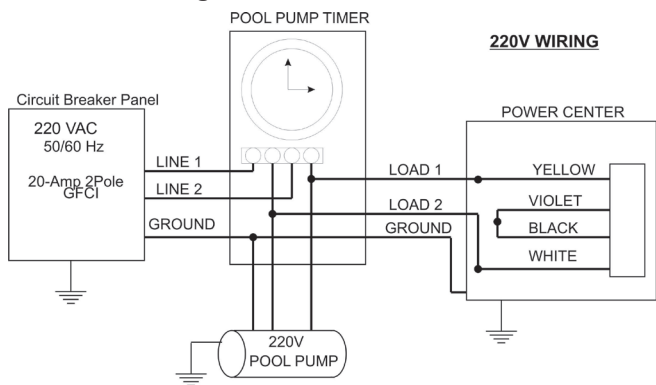 POOL PUMP TIMER
220V WIRING
Circuit Breaker Panel
220 VAC
50/60 Hz
20-Amp 2Pole
GFCI
LINE 1
LINE 2
GROUND
LOAD 1
LOAD 2
GROUND
POWER CENTER
YELLOW
VIOLET
BLACK
WHITE
220V
POOL PUMP